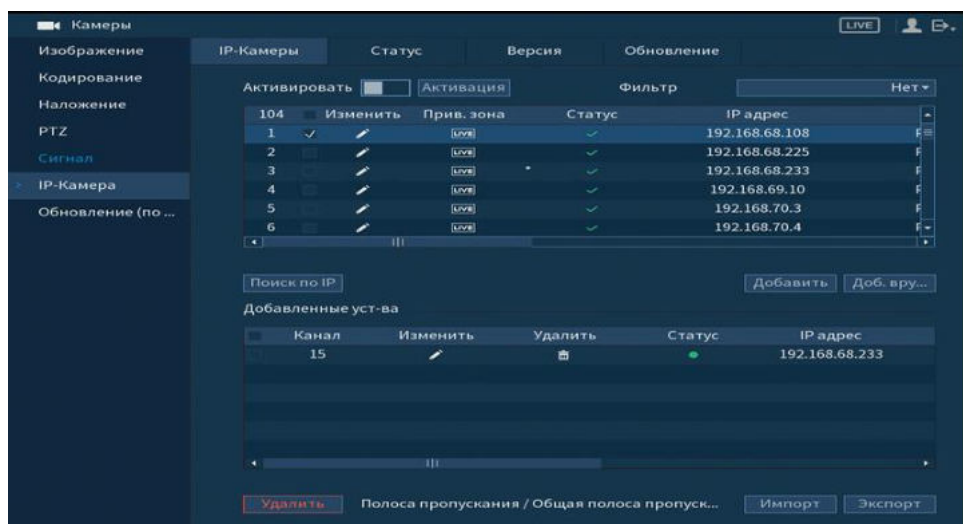 Камеры LIVE
Изображение
Кодирование
Наложение
PTZ
Сигнал
IP-Камера
Обновление (по ...
IP-Камеры Статус Версия Обновление
Активировать Активация Фильтр Нет
104 Изменить Прив. зона Статус IP адрес
1 LIVE 192.168.68.108
2 LIVE 192.168.68.225
3 LIVE 192.168.68.233
4 LIVE 192.168.69.10
5 LIVE 192.168.70.3
6 LIVE 192.168.70.4
Поиск по IP Добавить Доб. вру...
Добавленные уст-ва
Канал Изменить Удалить Статус IP адрес
15 192.168.68.233
Удалить Полоса пропускания / Общая полоса пропуск... Импорт Экспорт